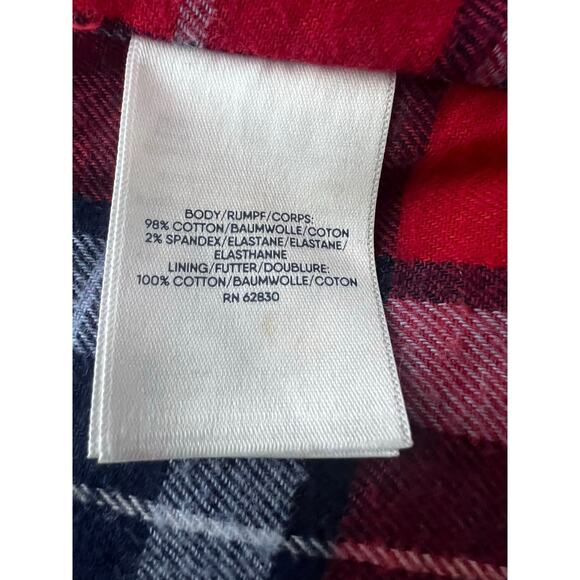 BODY/RUMPF/CORPS:
98% COTTON/BAUMWOLLE/COTON
2% SPANDEX/ELASTANE/ELASTANE/
ELASTHANNE
LINING/FUTTER/DOUBLURE:
100% COTTON/BAUMWOLLE/COTON
RN 62830